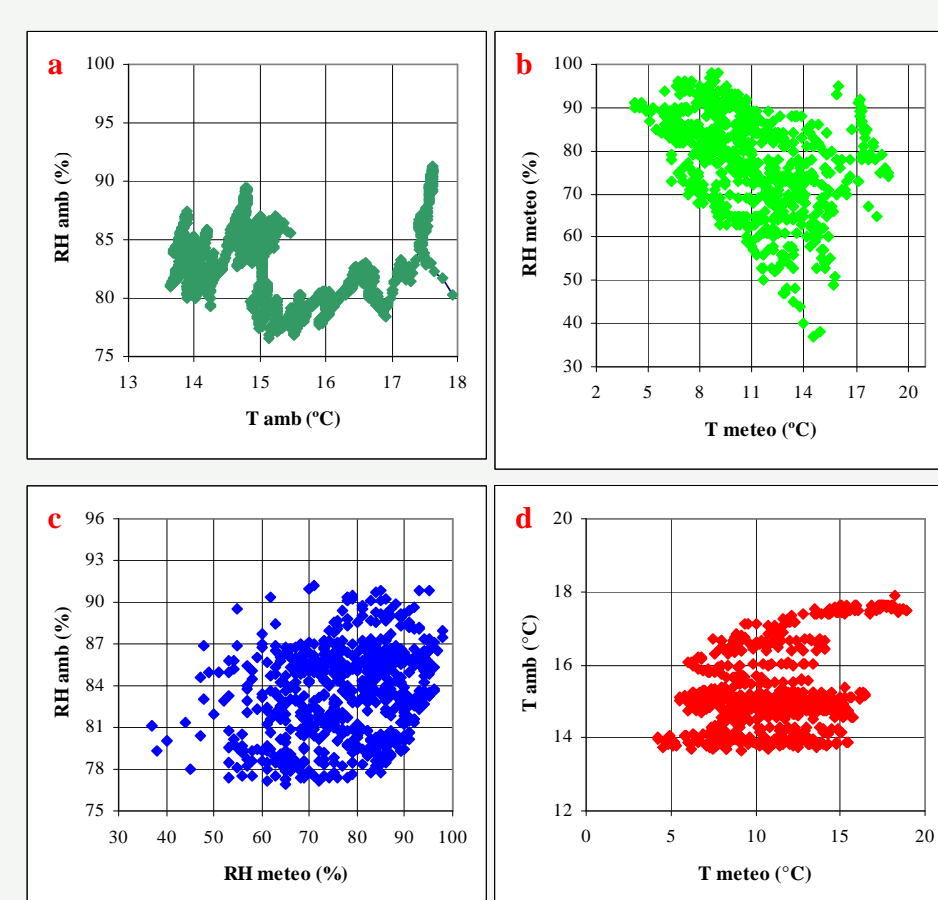 a
RH amb (%)
100
95
90
85
80
75
13 14 15 16 17 18
T amb (ºC)
b
RH meteo (%)
100
90
80
70
60
50
40
30
2 5 8 11 14 17 20
T meteo (ºC)
c
RH amb (%)
96
93
90
87
84
81
78
75
30 40 50 60 70 80 90 100
RH meteo (%)
d
T amb (°C)
20
18
16
14
12
0 5 10 15 20
T meteo (°C)